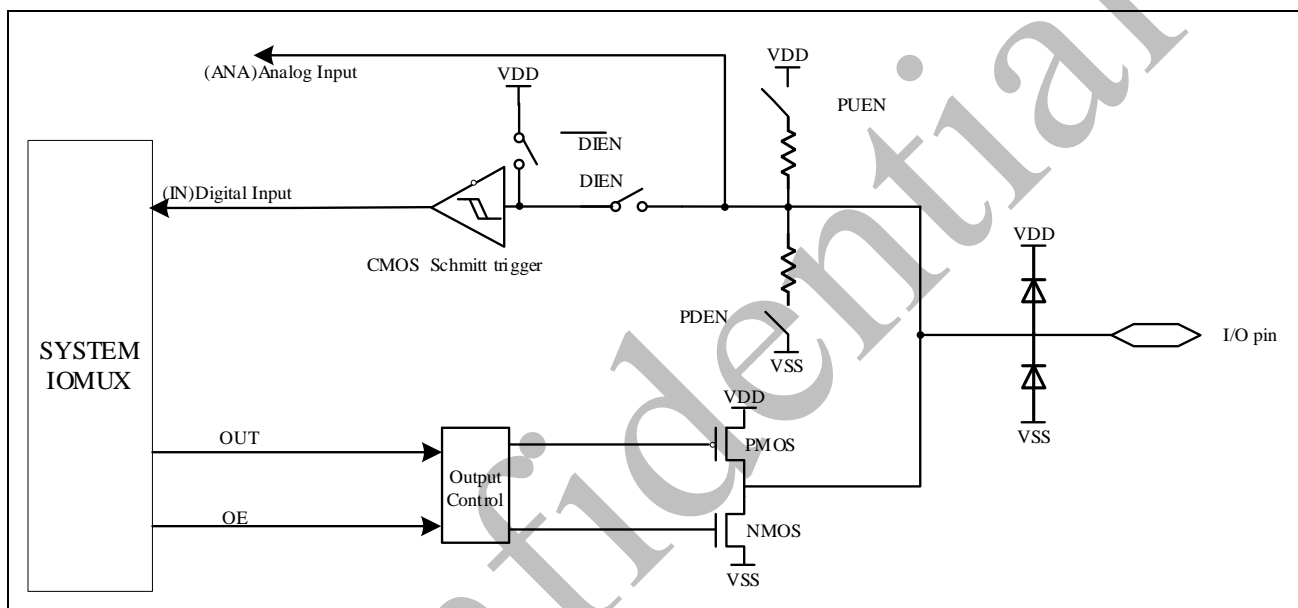 (ANA)Analog Input
VDD
VDD
PUEN
DIEN
DIEN
(IN)Digital Input
CMOS Schmitt trigger
VDD
PDEN
VSS
I/O pin
SYSTEM
IOMUX
VDD
VSS
OUT
PMOS
Output
Control
OE
NMOS
VSS
nfidential